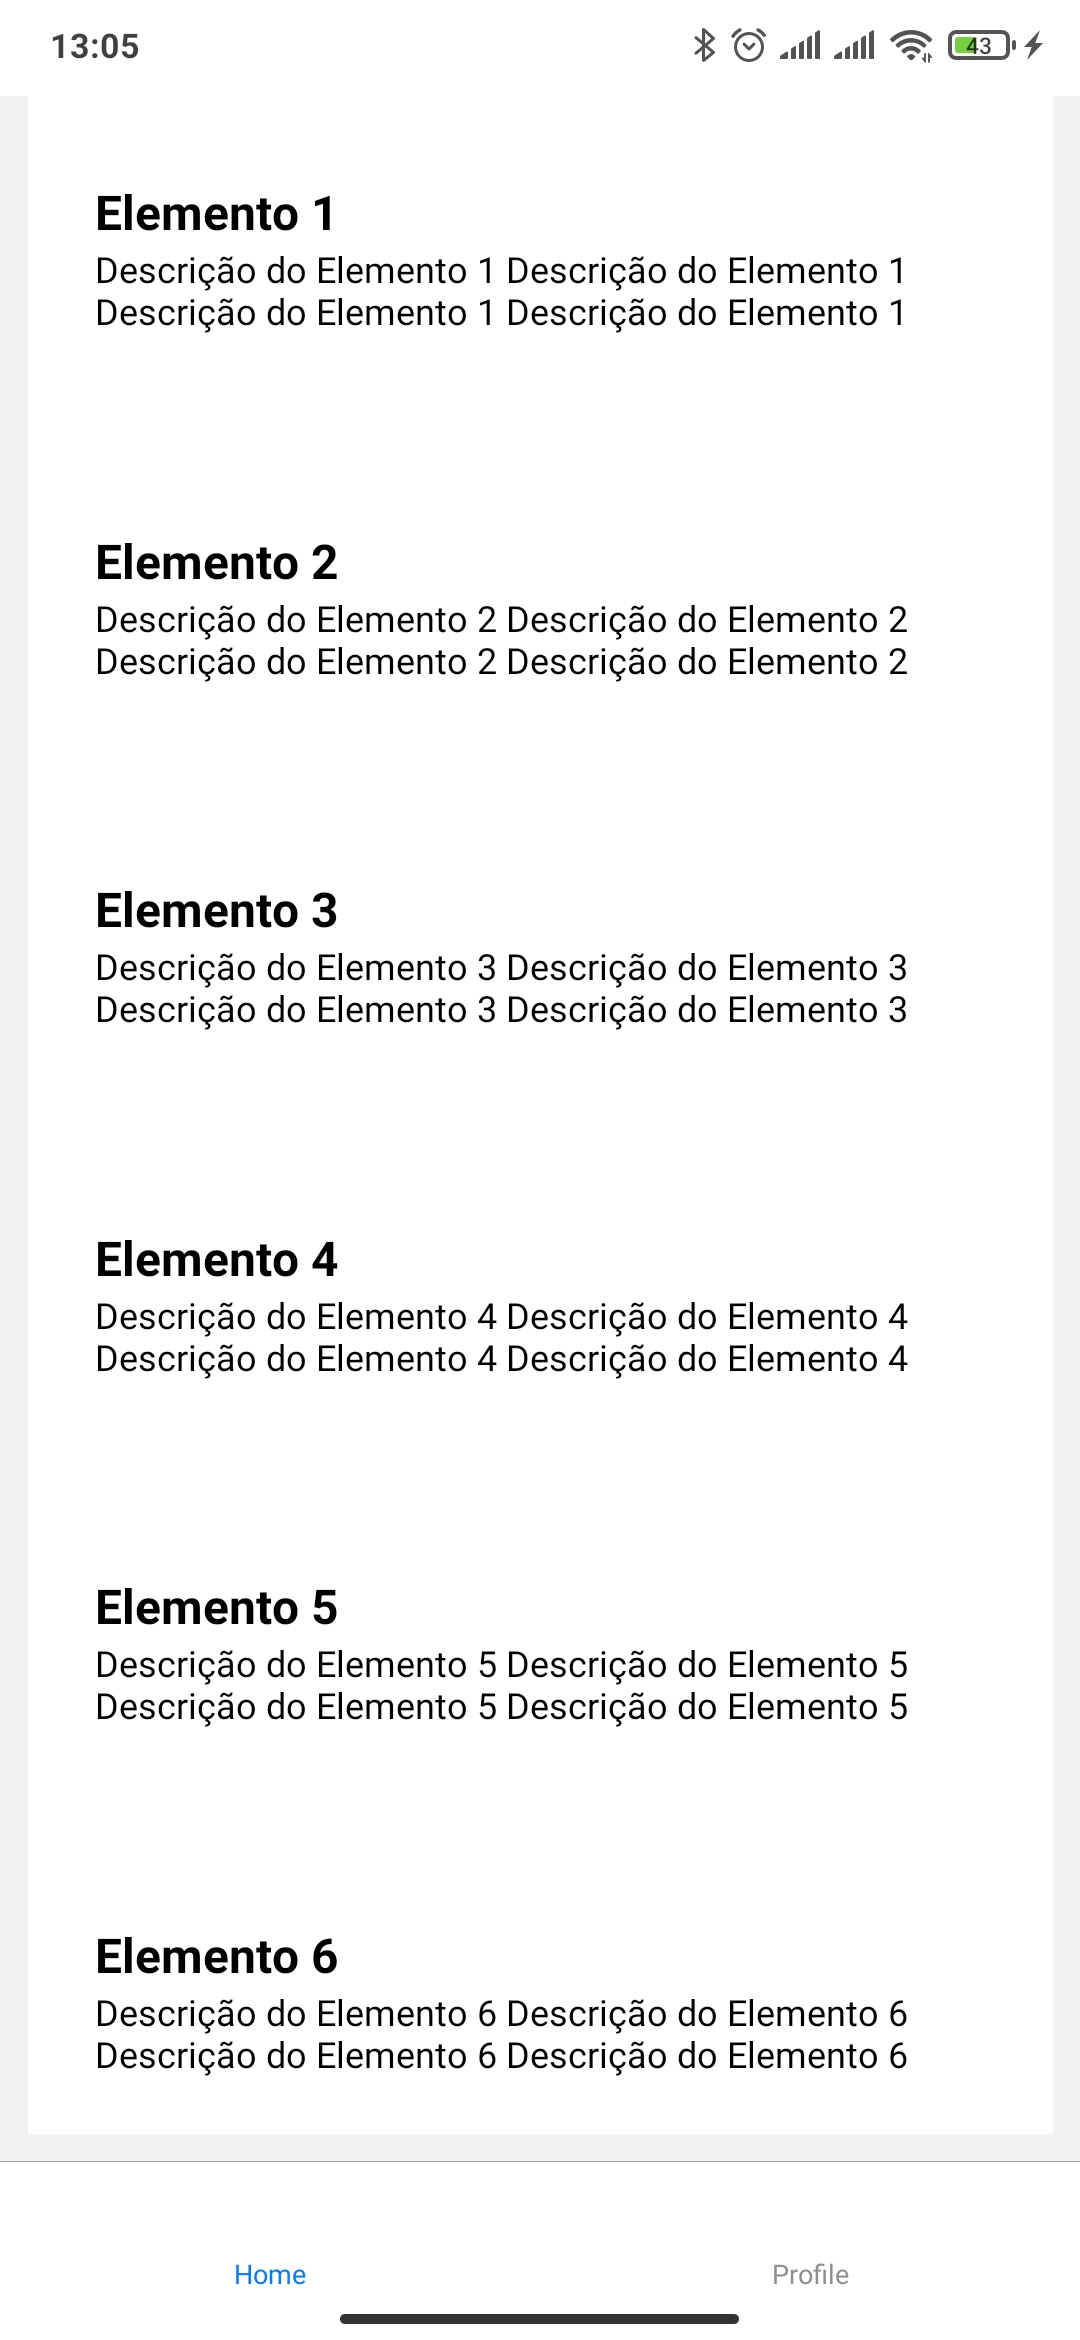 13:05
43
Elemento 1
Descrição do Elemento 1 Descrição do Elemento 1
Descrição do Elemento 1 Descrição do Elemento 1
Elemento 2
Descrição do Elemento 2 Descrição do Elemento 2
Descrição do Elemento 2 Descrição do Elemento 2
Elemento 3
Descrição do Elemento 3 Descrição do Elemento 3
Descrição do Elemento 3 Descrição do Elemento 3
Elemento 4
Descrição do Elemento 4 Descrição do Elemento 4
Descrição do Elemento 4 Descrição do Elemento 4
Elemento 5
Descrição do Elemento 5 Descrição do Elemento 5
Descrição do Elemento 5 Descrição do Elemento 5
Elemento 6
Descrição do Elemento 6 Descrição do Elemento 6
Descrição do Elemento 6 Descrição do Elemento 6
Home
Profile